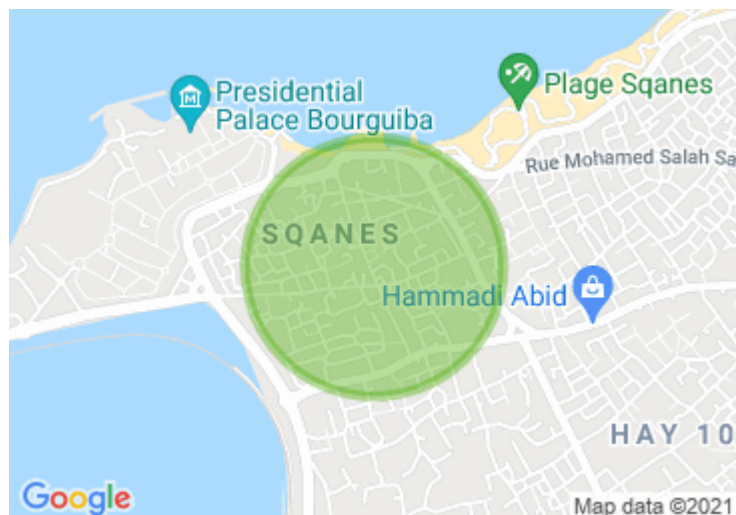 Presidential
Palace Bourguiba
Plage Sqanes
Rue Mohamed Salah Sa
SQANES
Hammadi Abid
HAY 10
Google
Map data ©2021